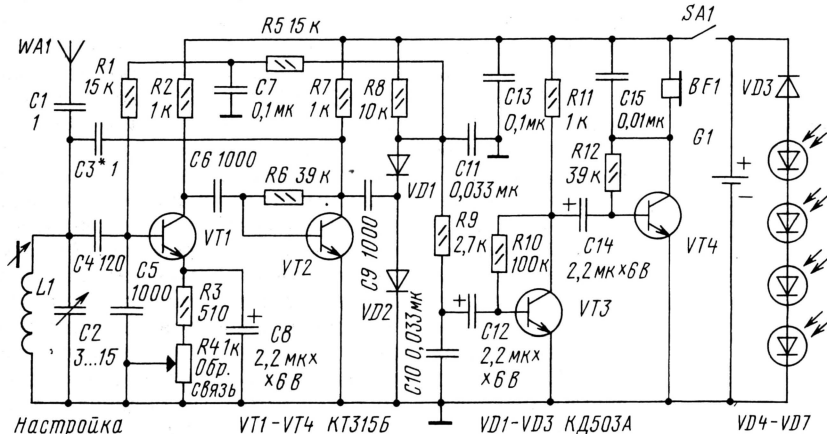 R5 15 к
SA1
WA1
R1
15 к
R2
1 к
C7
0,1 мк
R7
1 к
R8
10 к
C13
0,1 мк
R11
1 к
C15
0,01 мк
BF1
VD3
C1
1
C3* 1
G1
C6 1000
R6 39 к
VD1
C11
0,033 мк
R12
39 к
C4 120
VT1
VT2
C9 1000
R9
2,7 к
R10
100 к
C14
2,2 мк × 6 В
VT4
L1
C5
1000
R3
510
VD2
C2
3...15
R4 1 к
Обр.
связь
C8
2,2 мк ×
× 6 В
C10 0,033 мк
C12
2,2 мк ×
× 6 В
VT3
Настройка
VT1-VT4 КТ315Б
VD1-VD3 КД503А
VD4-VD7